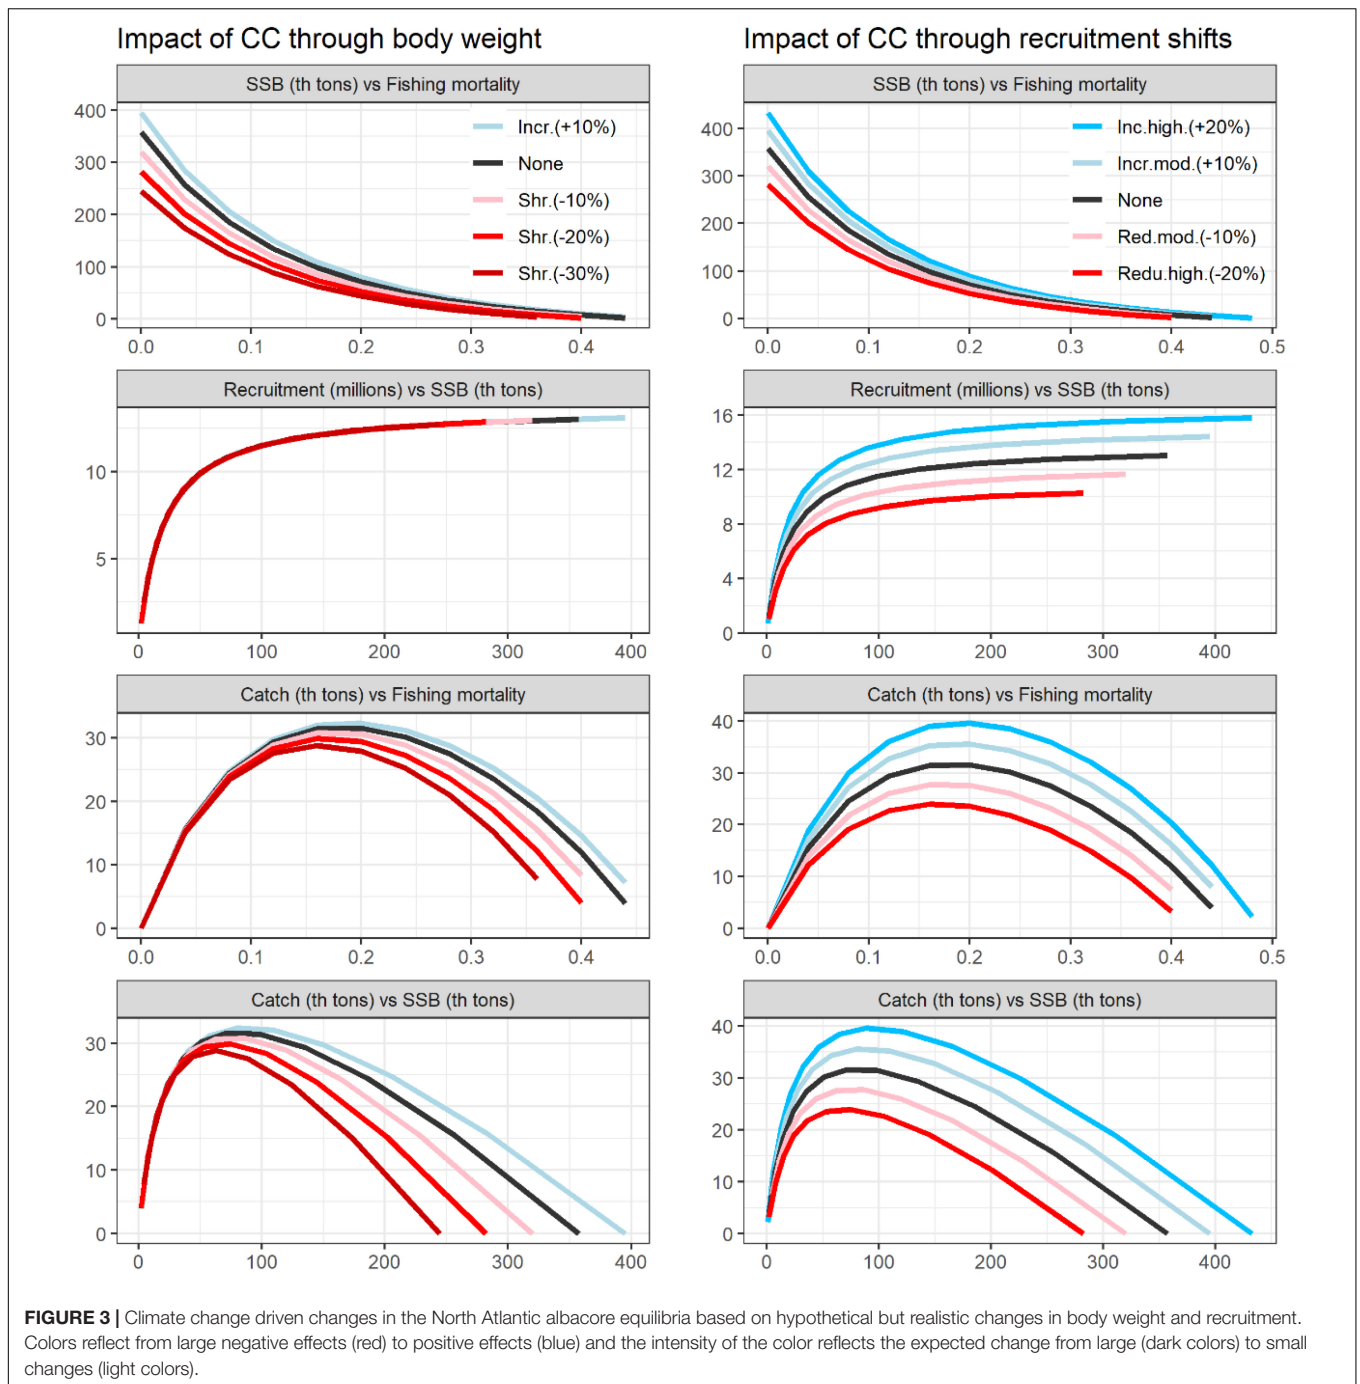 Impact of CC through body weight
SSB (th tons) vs Fishing mortality
400
300
200
100
0
Incr.(+10%)
None
Shr.(-10%)
Shr.(-20%)
Shr.(-30%)
0.0 0.1 0.2 0.3 0.4
Recruitment (millions) vs SSB (th tons)
10
5
0 100 200 300 400
Catch (th tons) vs Fishing mortality
30
20
10
0
0.0 0.1 0.2 0.3 0.4
Catch (th tons) vs SSB (th tons)
30
20
10
0
0 100 200 300 400
Impact of CC through recruitment shifts
SSB (th tons) vs Fishing mortality
400
300
200
100
0
Inc.high.(+20%)
Incr.mod.(+10%)
None
Red.mod.(-10%)
Redu.high.(-20%)
0.0 0.1 0.2 0.3 0.4 0.5
Recruitment (millions) vs SSB (th tons)
16
12
8
4
0
0 100 200 300 400
Catch (th tons) vs Fishing mortality
40
30
20
10
0
0.0 0.1 0.2 0.3 0.4 0.5
Catch (th tons) vs SSB (th tons)
40
30
20
10
0
0 100 200 300 400
FIGURE 3 | Climate change driven changes in the North Atlantic albacore equilibria based on hypothetical but realistic changes in body weight and recruitment.
Colors reflect from large negative effects (red) to positive effects (blue) and the intensity of the color reflects the expected change from large (dark colors) to small
changes (light colors).